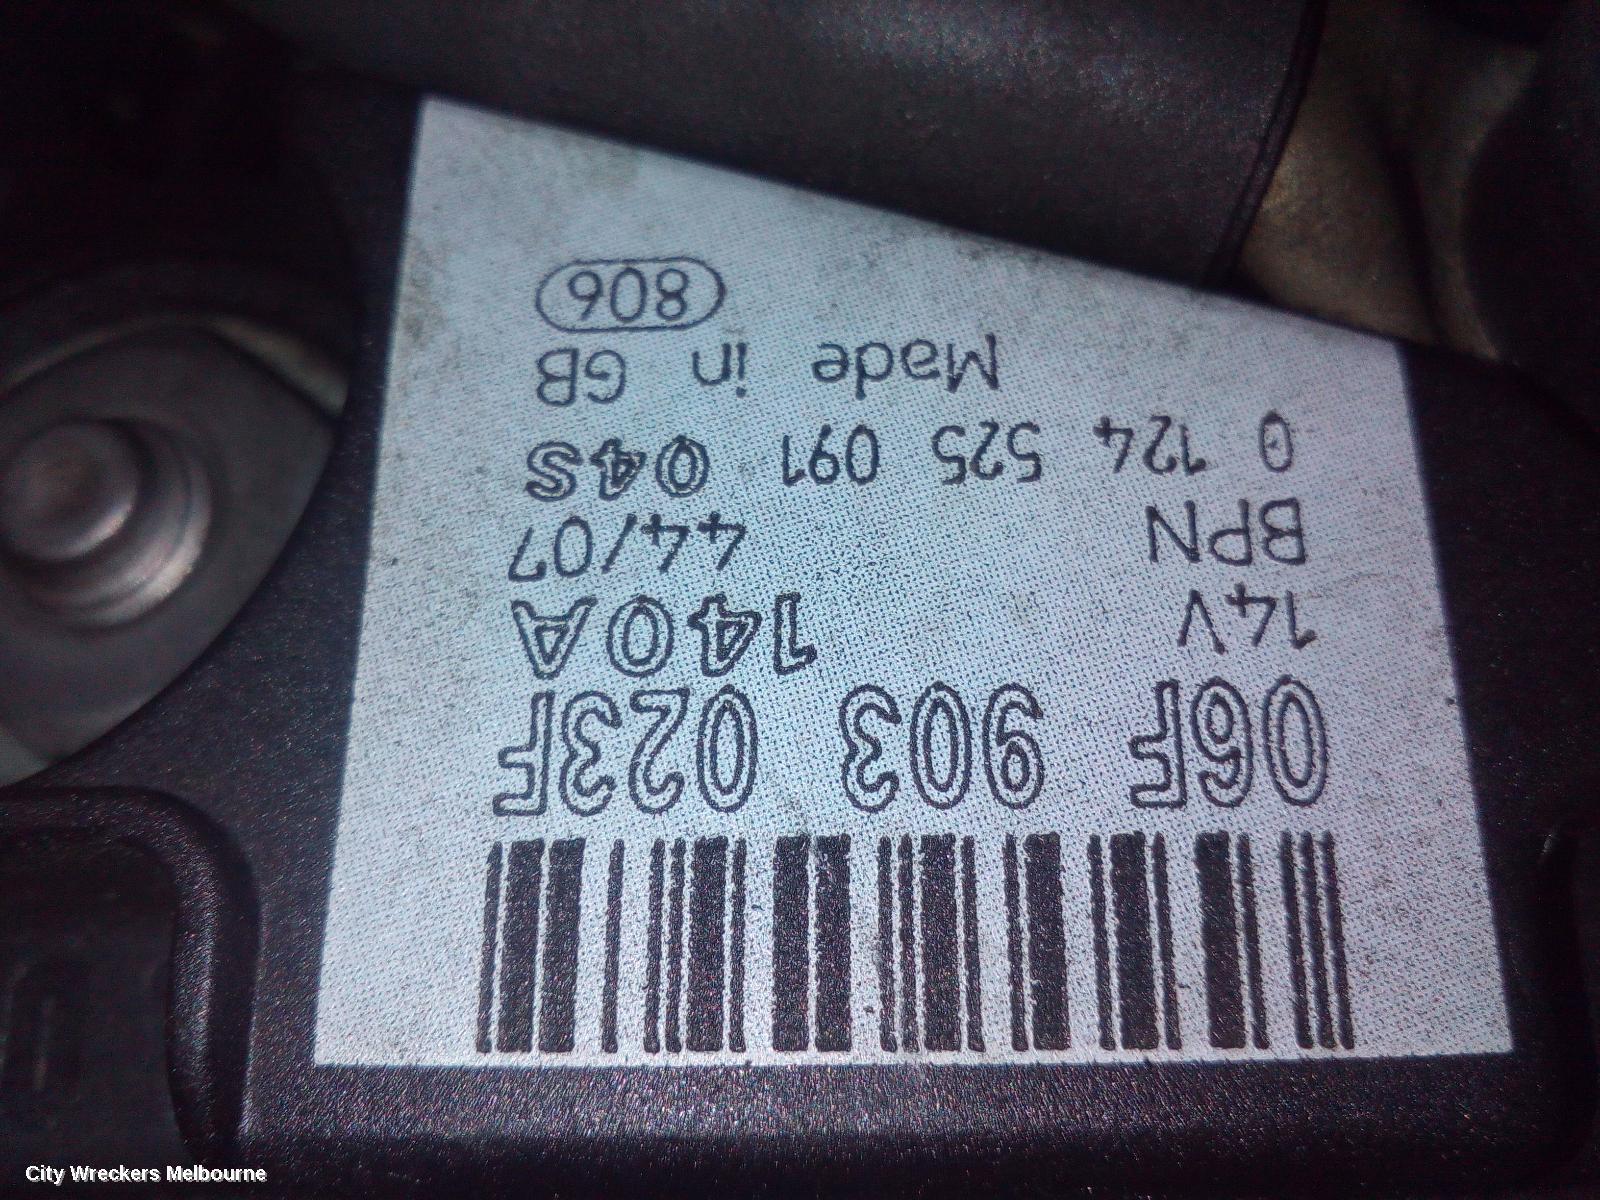 06F 903 023F
14V 140A
BPN 44/07
0 124 525 091 04S
Made in GB
806
City Wreckers Melbourne